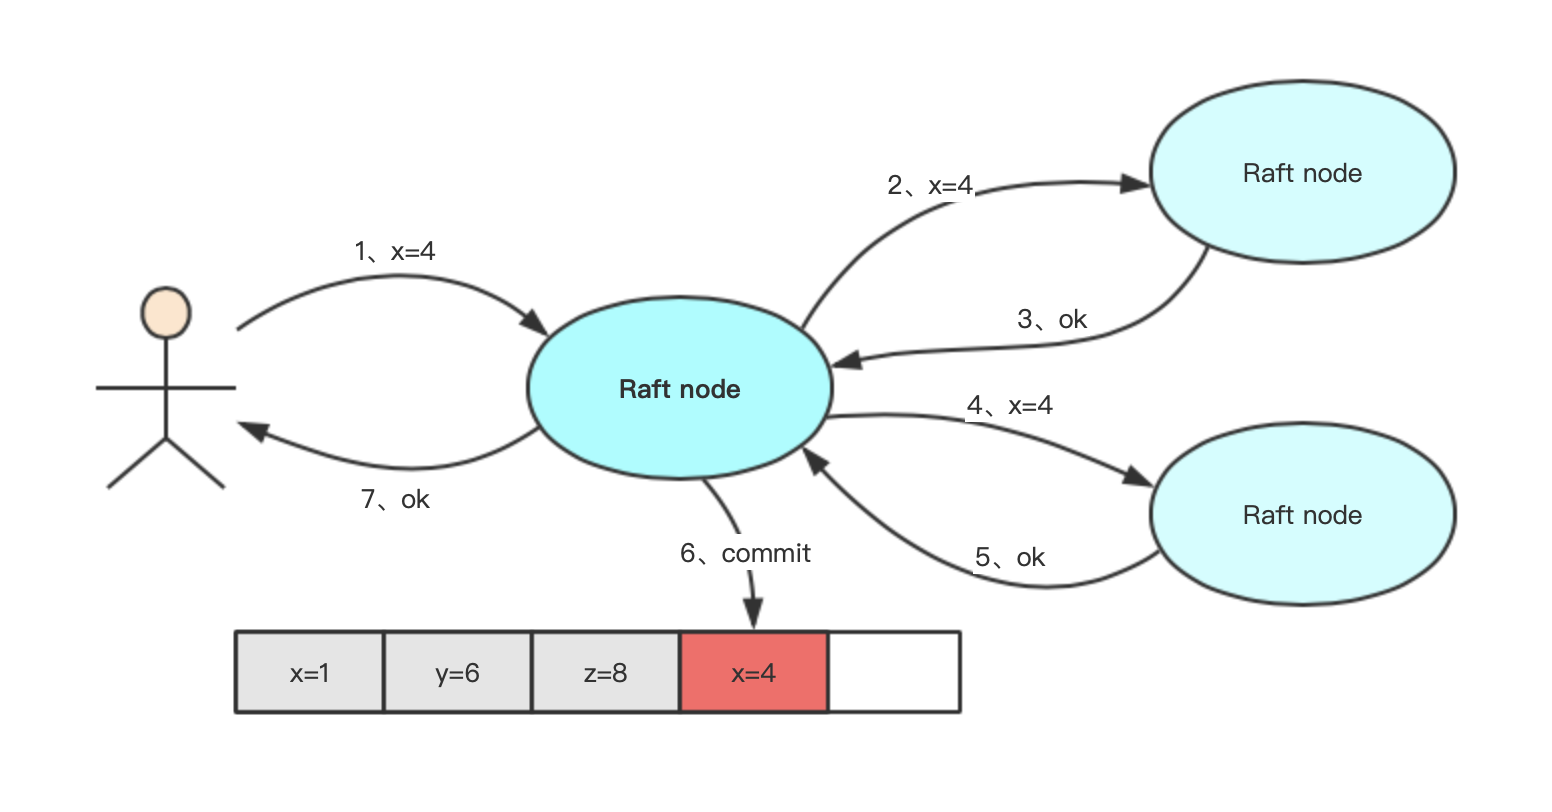 Raft node
2、x=4
1、x=4
3、ok
Raft node
4、x=4
7、ok
Raft node
6、commit
5、ok
x=1
y=6
z=8
x=4